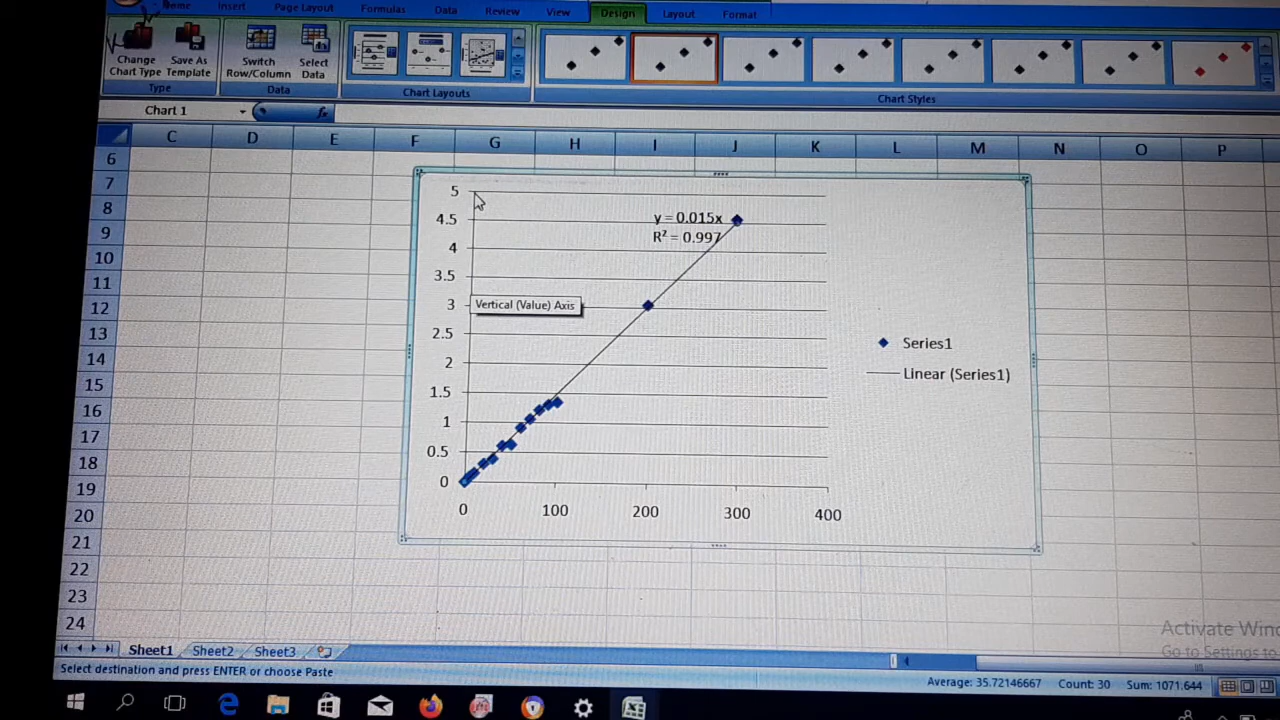 Home Insert Page Layout Formulas Data Review View Design Layout Format
Change Chart Type
Save As Template
Switch Row/Column
Select Data
Type Data Chart Layouts Chart Styles
Chart 1 fx
C D E F G H I J K L M N O P
6
7
8
9
10
11
12
13
14
15
16
17
18
19
20
21
22
23
24
5
4.5
4
3.5
3
2.5
2
1.5
1
0.5
0
y = 0.015x
R² = 0.997
Vertical (Value) Axis
Series1
Linear (Series1)
0 100 200 300 400
Activate Wind
Go to Settings to
Sheet1 Sheet2 Sheet3
Select destination and press ENTER or choose Paste
Average: 35.72146667 Count: 30 Sum: 1071.644